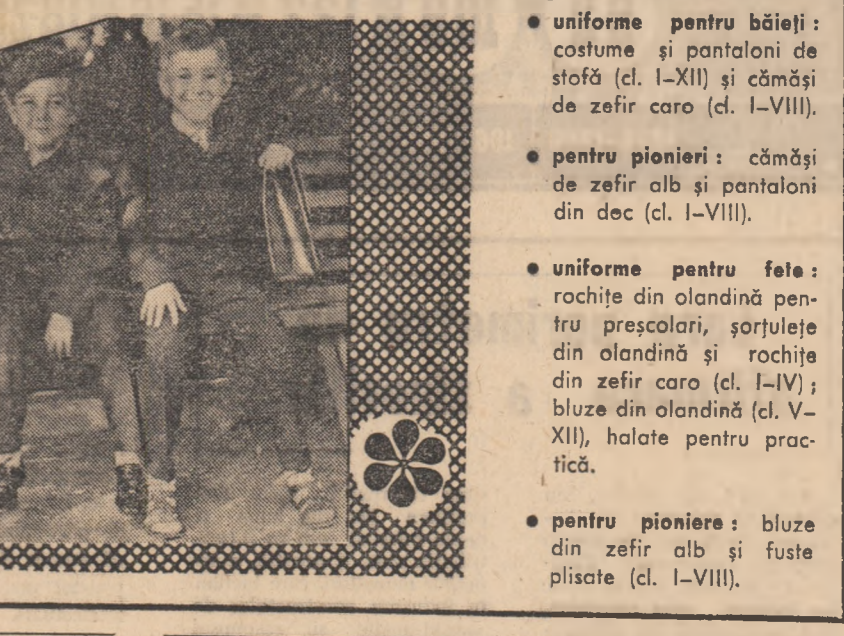 ● uniforme pentru băieți :
costume și pantaloni de
stofă (cl. I–XII) și cămăși
de zefir caro (cl. I–VIII).
● pentru pionieri : cămăși
de zefir alb și pantaloni
din doc (cl. I–VIII).
● uniforme pentru fete :
rochițe din olandină pen-
tru preșcolari, șorțulețe
din olandină și rochițe
din zefir caro (cl. I–IV) ;
bluze din olandină (cl. V–
XII), halate pentru prac-
tică.
● pentru pioniere : bluze
din zefir alb și fuste
plisate (cl. I–VIII).